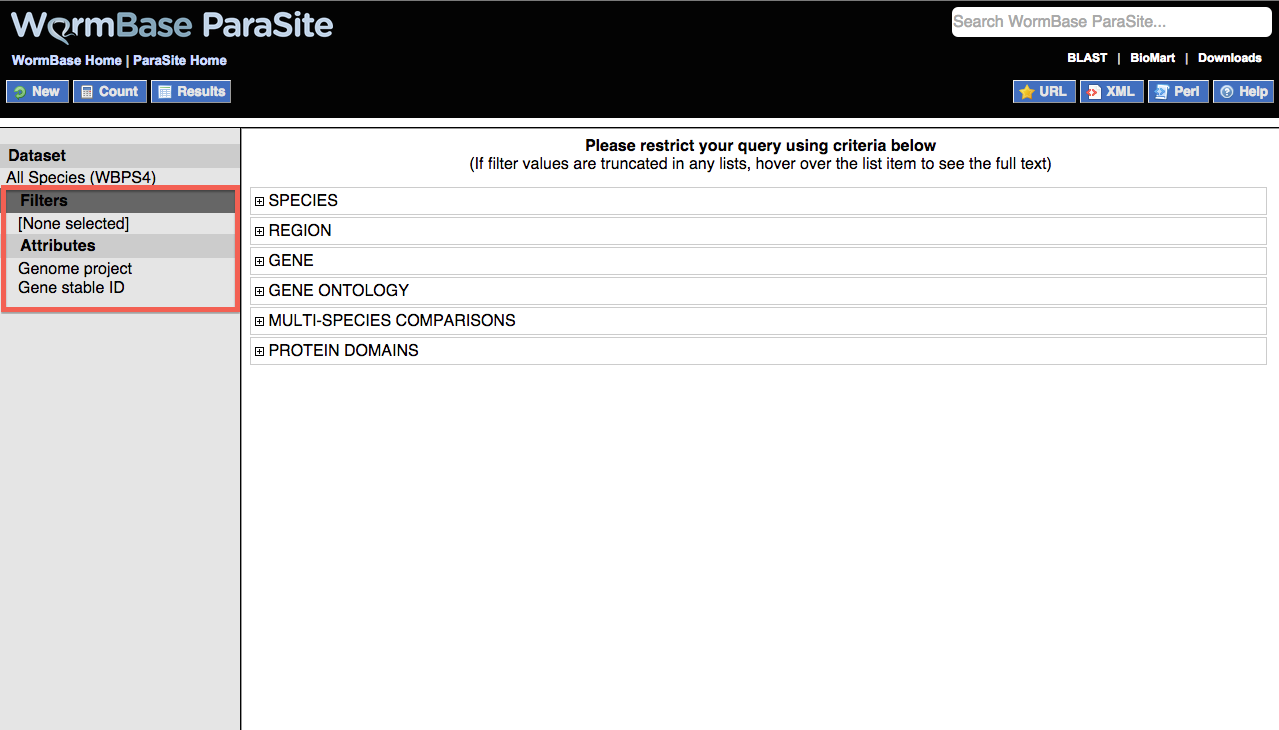 WormBase ParaSite
Search WormBase ParaSite...
WormBase Home | ParaSite Home
BLAST | BioMart | Downloads
New Count Results
URL XML Perl Help
Dataset
All Species (WBPS4)
Filters
[None selected]
Attributes
Genome project
Gene stable ID
Please restrict your query using criteria below
(If filter values are truncated in any lists, hover over the list item to see the full text)
SPECIES
REGION
GENE
GENE ONTOLOGY
MULTI-SPECIES COMPARISONS
PROTEIN DOMAINS